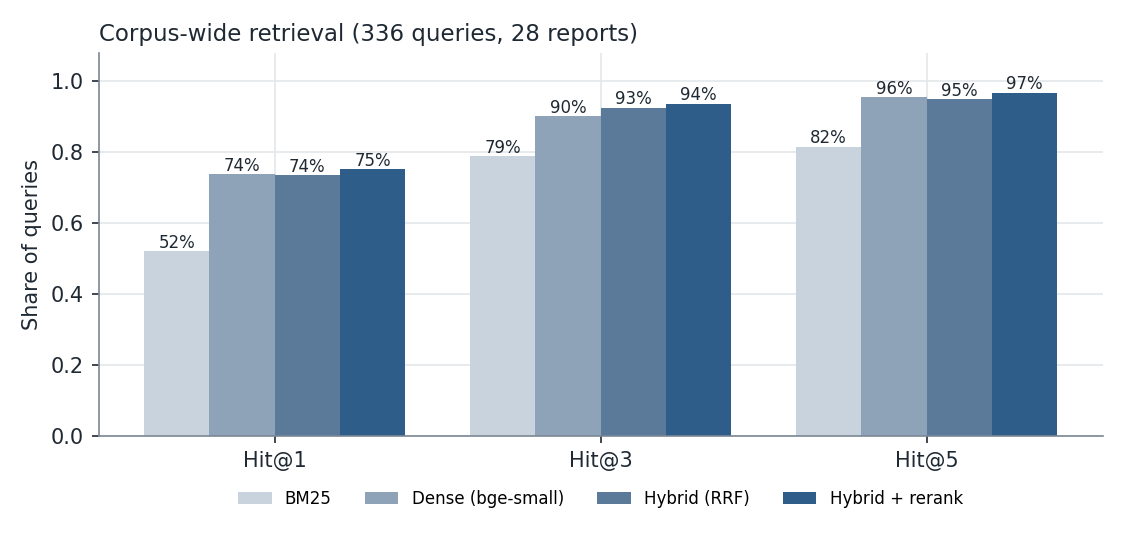 Corpus-wide retrieval (336 queries, 28 reports)
Share of queries
1.0
0.8
0.6
0.4
0.2
0.0
52%
74%
74%
75%
79%
90%
93%
94%
82%
96%
95%
97%
Hit@1
Hit@3
Hit@5
BM25
Dense (bge-small)
Hybrid (RRF)
Hybrid + rerank